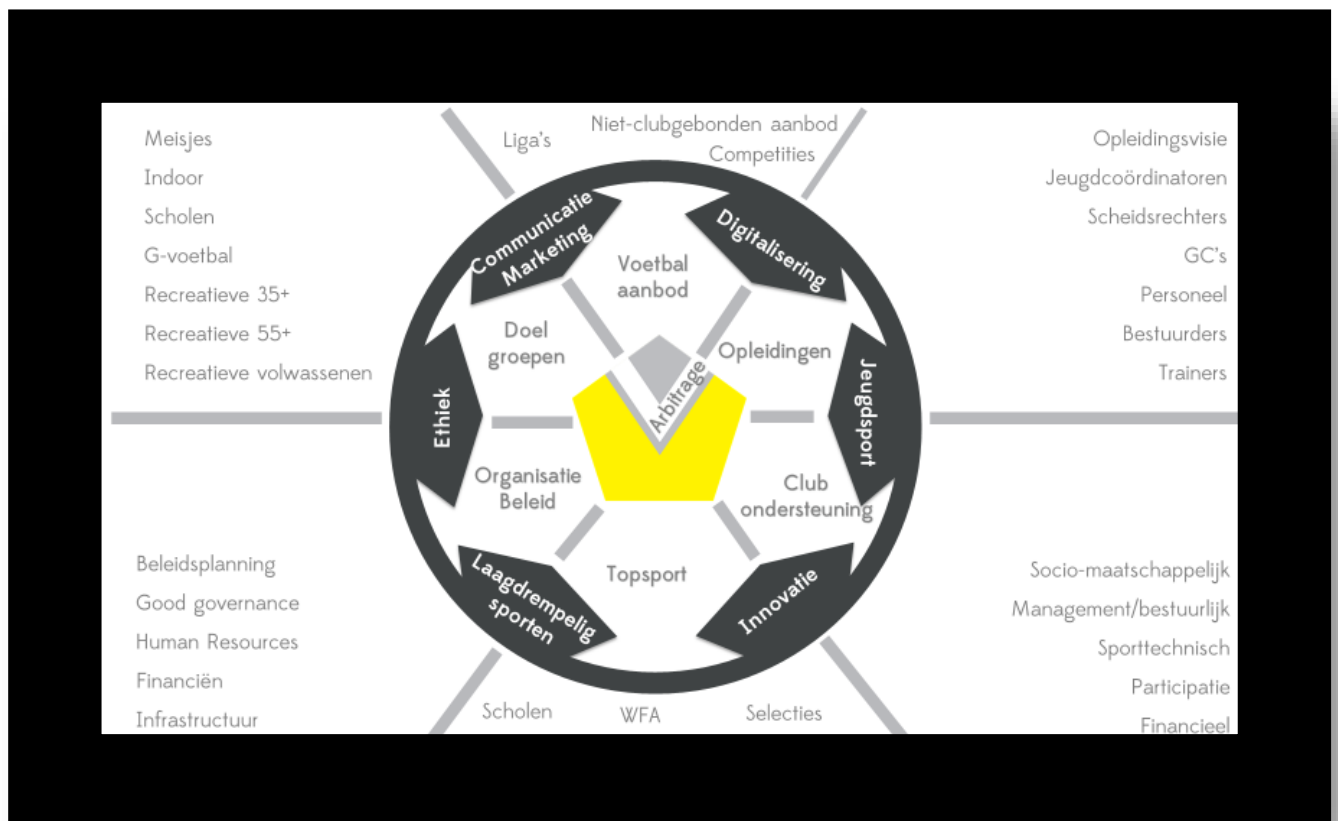 Meisjes
Indoor
Scholen
G-voetbal
Recreatieve 35+
Recreatieve 55+
Recreatieve volwassenen
Liga's
Niet-clubgebonden aanbod
Competities
Opleidingsvisie
Jeugdcoördinatoren
Scheidsrechters
GC's
Personeel
Bestuurders
Trainers
Communicatie
Marketing
Digitalisering
Voetbal
aanbod
Doel
groepen
Opleidingen
Arbitrage
Ethiek
Jeugdsport
Organisatie
Beleid
Club
ondersteuning
Topsport
Laagdrempelig
sporten
Innovatie
Beleidsplanning
Good governance
Human Resources
Financiën
Infrastructuur
Scholen
WFA
Selecties
Socio-maatschappelijk
Management/bestuurlijk
Sporttechnisch
Participatie
Financieel